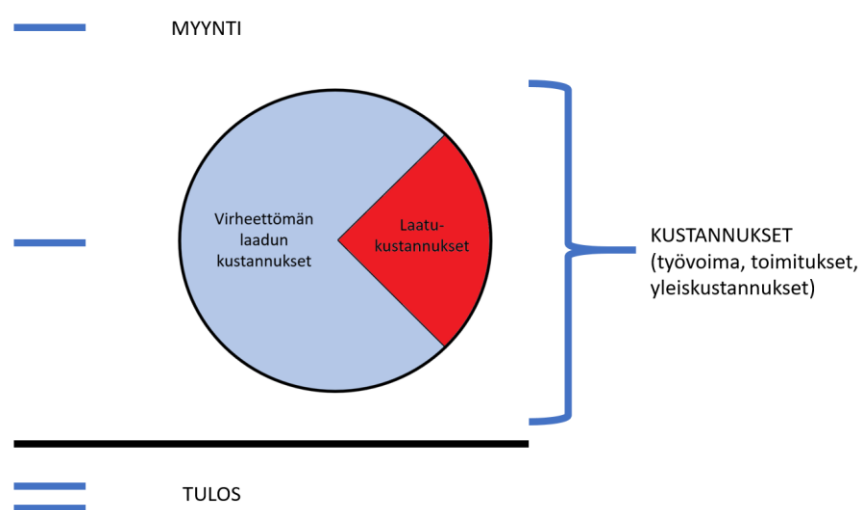 MYYNTI
Virheettömän
laadun
kustannukset
Laatu-
kustannukset
KUSTANNUKSET
(työvoima, toimitukset,
yleiskustannukset)
TULOS